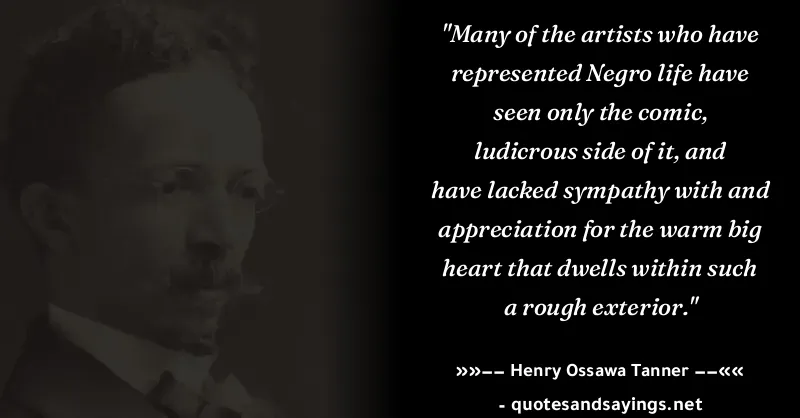 "Many of the artists who have
represented Negro life have
seen only the comic,
ludicrous side of it, and
have lacked sympathy with and
appreciation for the warm big
heart that dwells within such
a rough exterior."
»»-- Henry Ossawa Tanner --««
- quotesandsayings.net